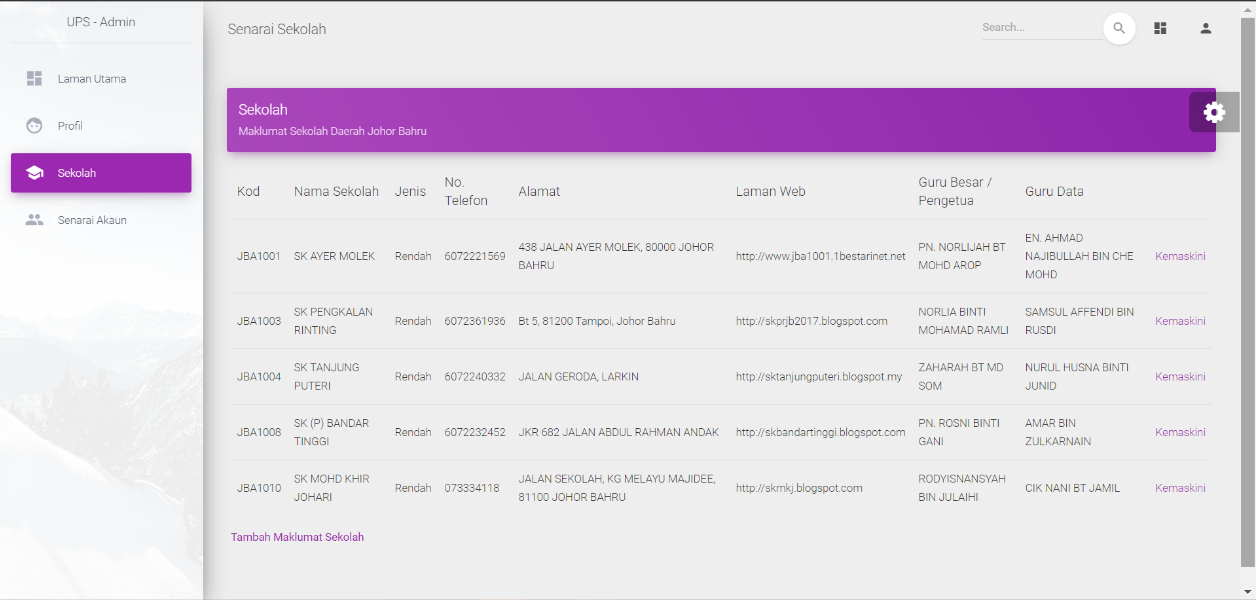 UPS - Admin
Laman Utama
Profil
Sekolah
Senarai Akaun
Senarai Sekolah
Search...
Sekolah
Maklumat Sekolah Daerah Johor Bahru
Kod
Nama Sekolah
Jenis
No.
Telefon
Alamat
Laman Web
Guru Besar /
Pengetua
Guru Data
JBA1001
SK AYER MOLEK
Rendah
6072221569
438 JALAN AYER MOLEK, 80000 JOHOR
BAHRU
http://www.jba1001.1bestarinet.net
PN. NORLIJAH BT
MOHD AROP
EN. AHMAD
NAJIBULLAH BIN CHE
MOHD
Kemaskini
JBA1003
SK PENGKALAN
RINTING
Rendah
6072361936
Bt 5, 81200 Tampoi, Johor Bahru
http://skprjb2017.blogspot.com
NORLIA BINTI
MOHAMAD RAMLI
SAMSUL AFFENDI BIN
RUSDI
Kemaskini
JBA1004
SK TANJUNG
PUTERI
Rendah
6072240332
JALAN GERODA, LARKIN
http://sktanjungputeri.blogspot.my
ZAHARAH BT MD
SOM
NURUL HUSNA BINTI
JUNID
Kemaskini
JBA1008
SK (P) BANDAR
TINGGI
Rendah
6072232452
JKR 682 JALAN ABDUL RAHMAN ANDAK
http://skbandartinggi.blogspot.com
PN. ROSNI BINTI
GANI
AMAR BIN
ZULKARNAIN
Kemaskini
JBA1010
SK MOHD KHIR
JOHARI
Rendah
073334118
JALAN SEKOLAH, KG MELAYU MAJIDEE,
81100 JOHOR BAHRU
http://skmkj.blogspot.com
RODYISNANSYAH
BIN JULAIHI
CIK NANI BT JAMIL
Kemaskini
Tambah Maklumat Sekolah